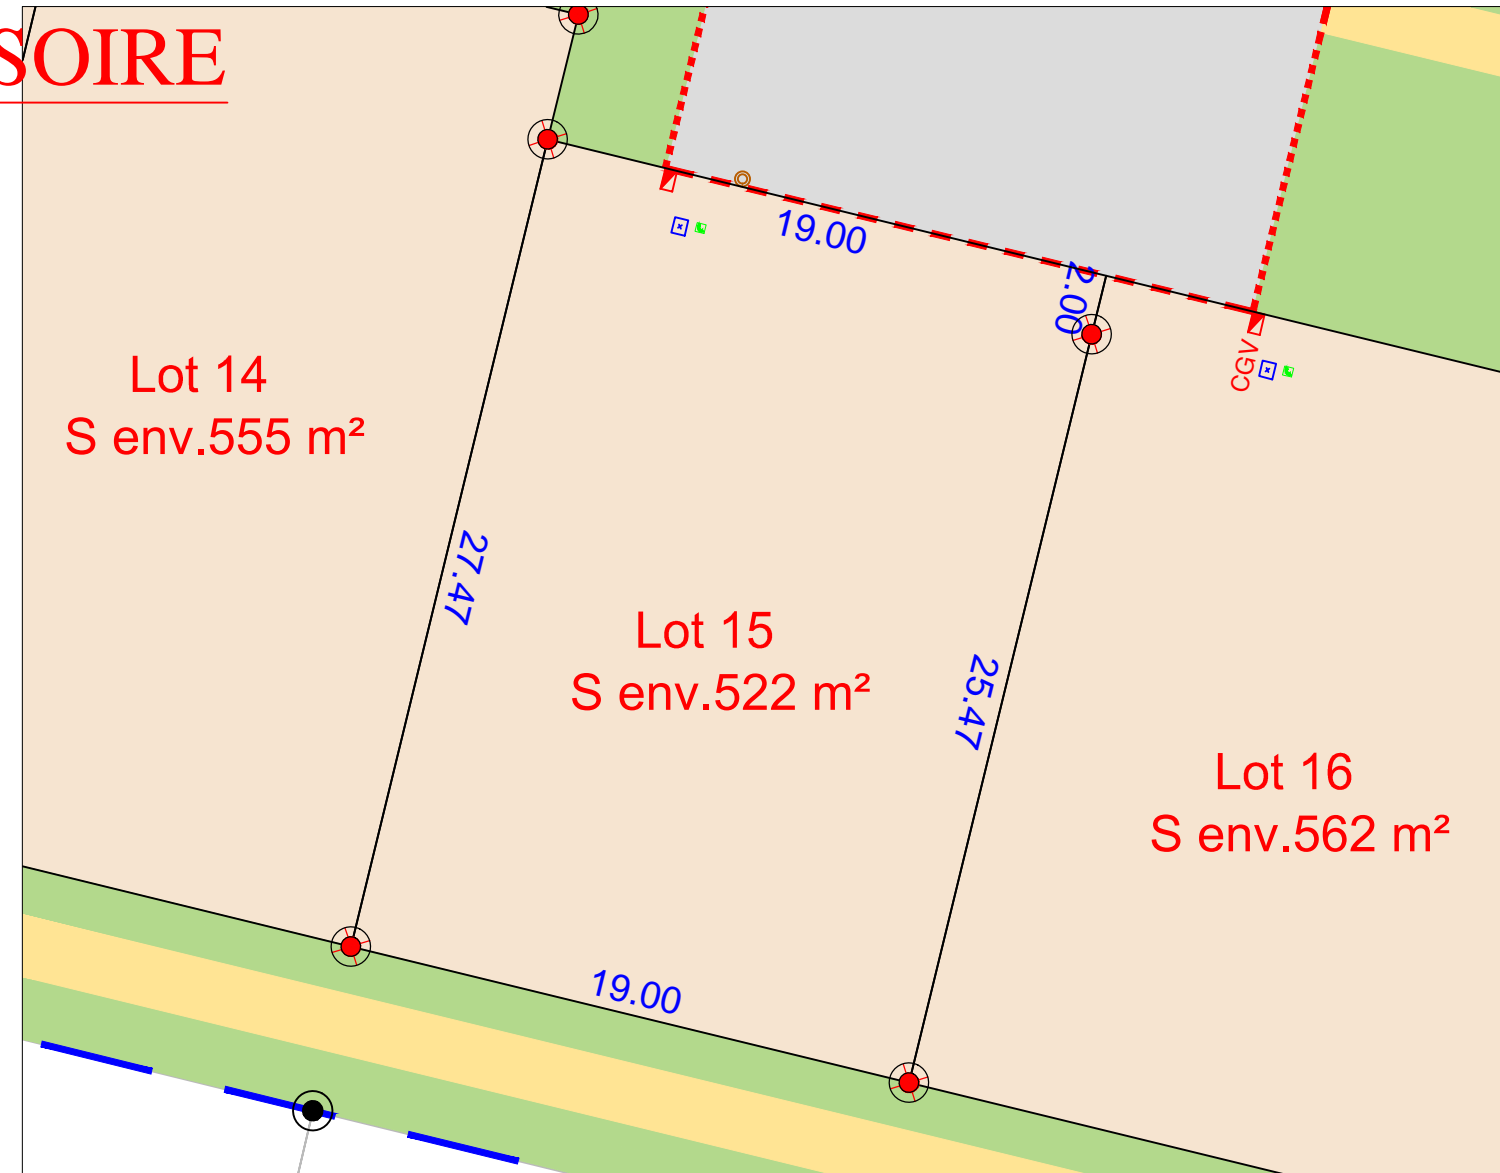 SOIRE
19.00
2.00
CGV
Lot 14
S env.555 m²
27.47
Lot 15
S env.522 m²
25.47
Lot 16
S env.562 m²
19.00